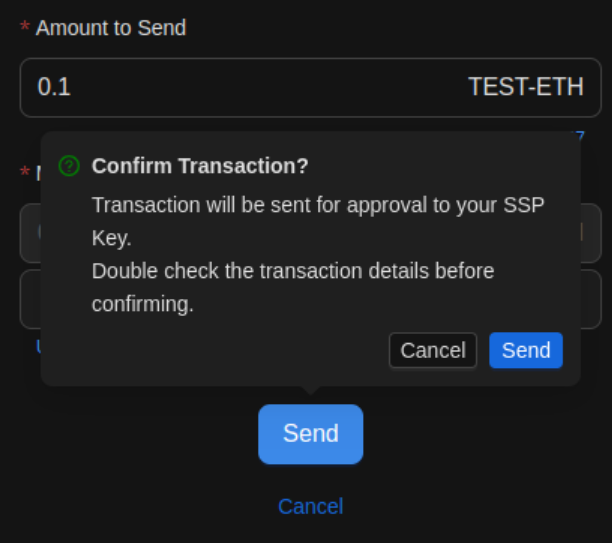 * Amount to Send
0.1 TEST-ETH
*
Confirm Transaction?
Transaction will be sent for approval to your SSP
Key.
Double check the transaction details before
confirming.
Cancel Send
Send
Cancel